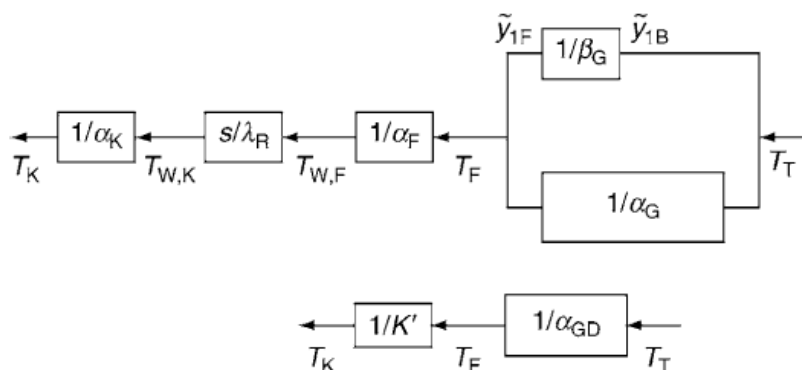 ỹ1F 1/βG ỹ1B
1/αK s/λR 1/αF
TK TW,K TW,F TF TT
1/αG
1/K′ 1/αGD
TK TF TT